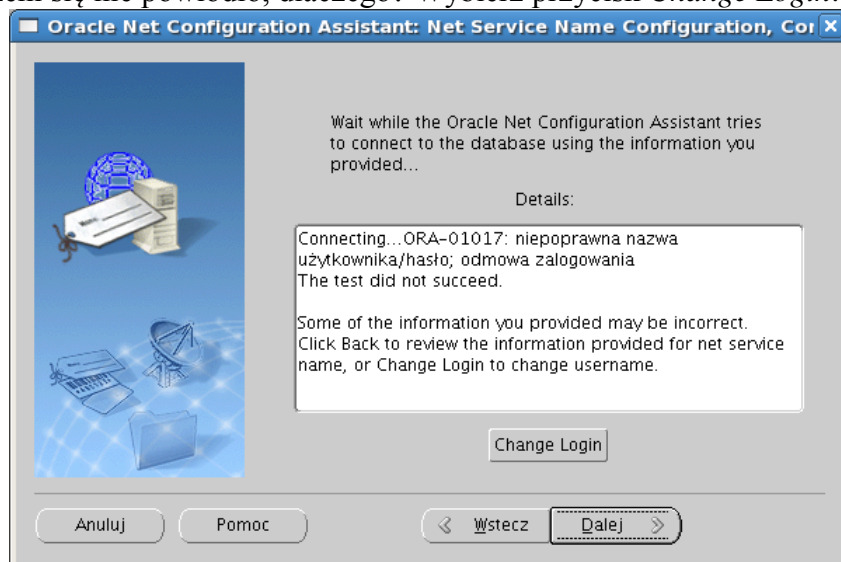 się nie powiodło, dlaczego? Wybierz przycisk Change Login
Oracle Net Configuration Assistant: Net Service Name Configuration,
Wait while the Oracle Net Configuration Assistant tries
to connect to the database using the information you
provided...
Details:
Connecting...ORA-01017: niepoprawna nazwa
użytkownika/hasło; odmowa zalogowania
The test did not succeed.
Some of the information you provided may be incorrect.
Click Back to review the information provided for net service
name, or Change Login to change username.
Change Login
Anuluj
Pomoc
Wstecz
Dalej